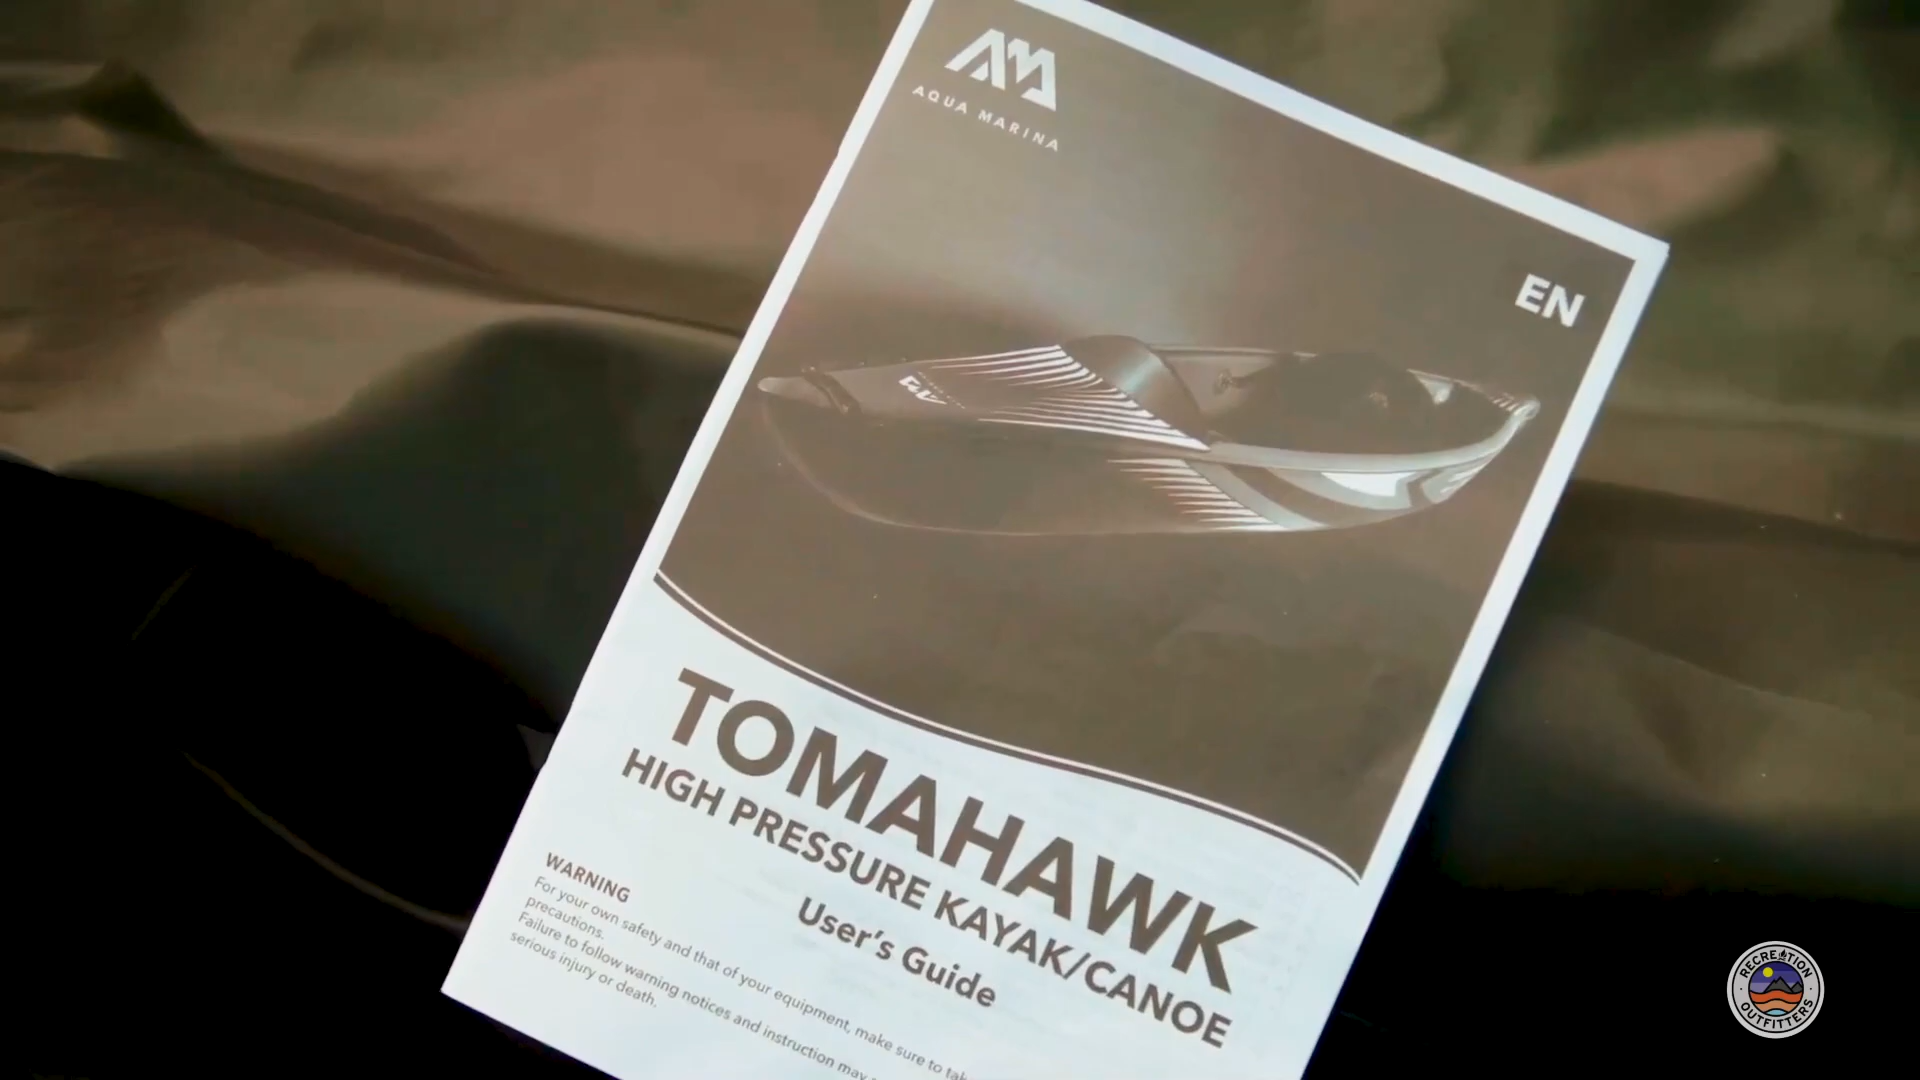 AM
AQUA MARINA
EN
AM
TOMAHAWK
HIGH PRESSURE KAYAK/CANOE
User's Guide
WARNING
For your own safety and that of your equipment, make sure to
precautions.
Failure to follow warning notices and instruction may
serious injury or death.
RECREATION
OUTFITTERS